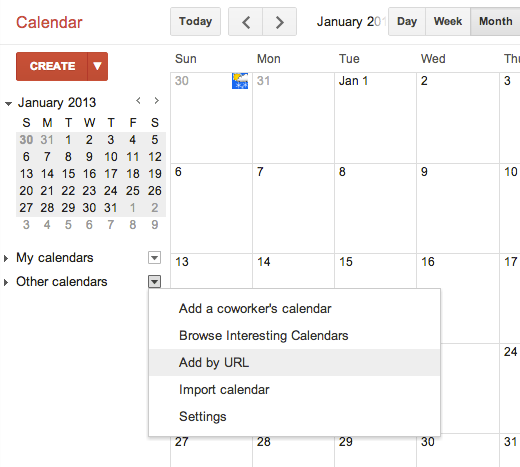 Calendar
Today
January 20
Day Week Month
CREATE
January 2013
S M T W T F S
30 31 1 2 3 4 5
6 7 8 9 10 11 12
13 14 15 16 17 18 19
20 21 22 23 24 25 26
27 28 29 30 31 1 2
3 4 5 6 7 8 9
My calendars
Other calendars
Sun Mon Tue Wed Thu
30 31 Jan 1 2 3
6 7 8 9 10
13 14 15 16 17
24
27 28 29 30 31
Add a coworker's calendar
Browse Interesting Calendars
Add by URL
Import calendar
Settings